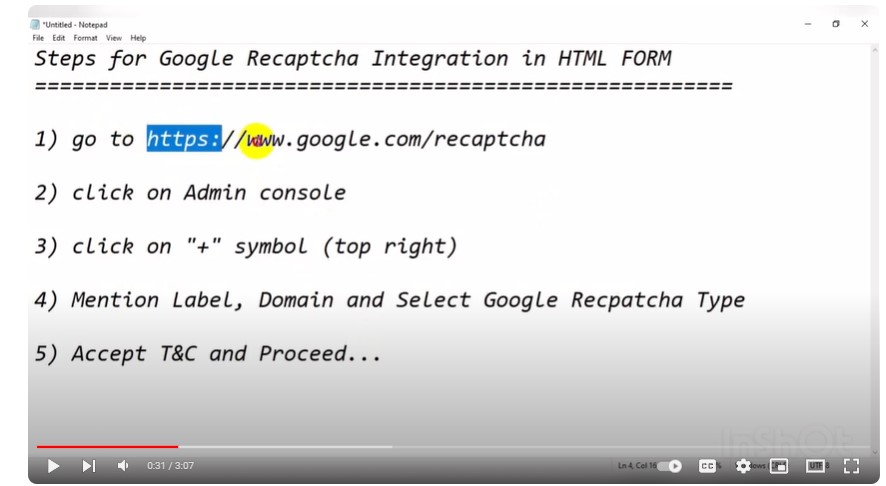 *Untitled - Notepad
File Edit Format View Help
Steps for Google Recaptcha Integration in HTML FORM
========================================================
1) go to https://www.google.com/recaptcha
2) click on Admin console
3) click on "+" symbol (top right)
4) Mention Label, Domain and Select Google Recpatcha Type
5) Accept T&C and Proceed...
InShOt
0:31 / 3:07
Ln 4, Col 16
CC
UTF